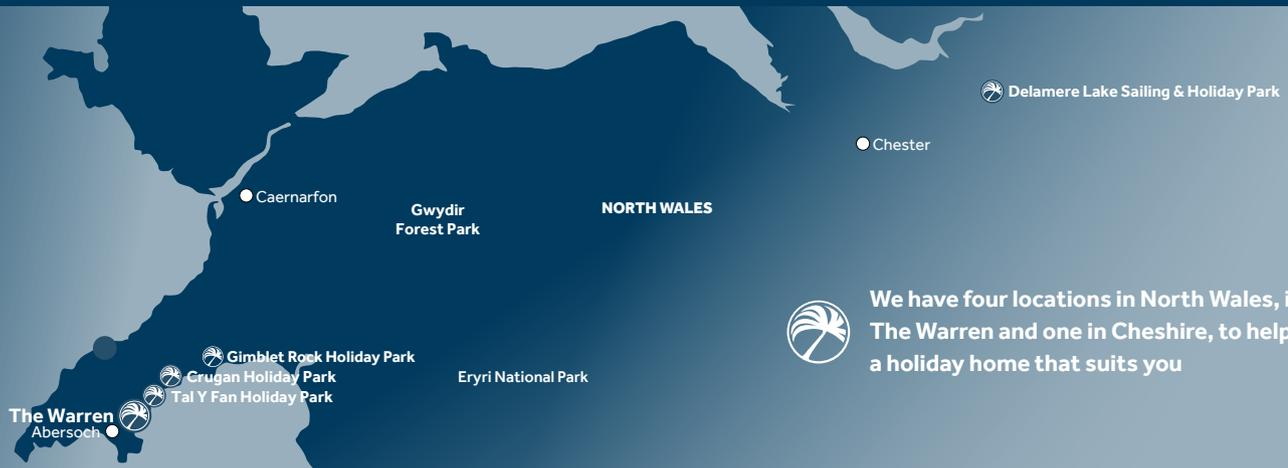 Delamere Lake Sailing & Holiday Park
Chester
Caernarfon
Gwydir
Forest Park
NORTH WALES
We have four locations in North Wales,
The Warren and one in Cheshire, to help
a holiday home that suits you
Gimblet Rock Holiday Park
Crugan Holiday Park
Eryri National Park
Tal Y Fan Holiday Park
The Warren
Abersoch